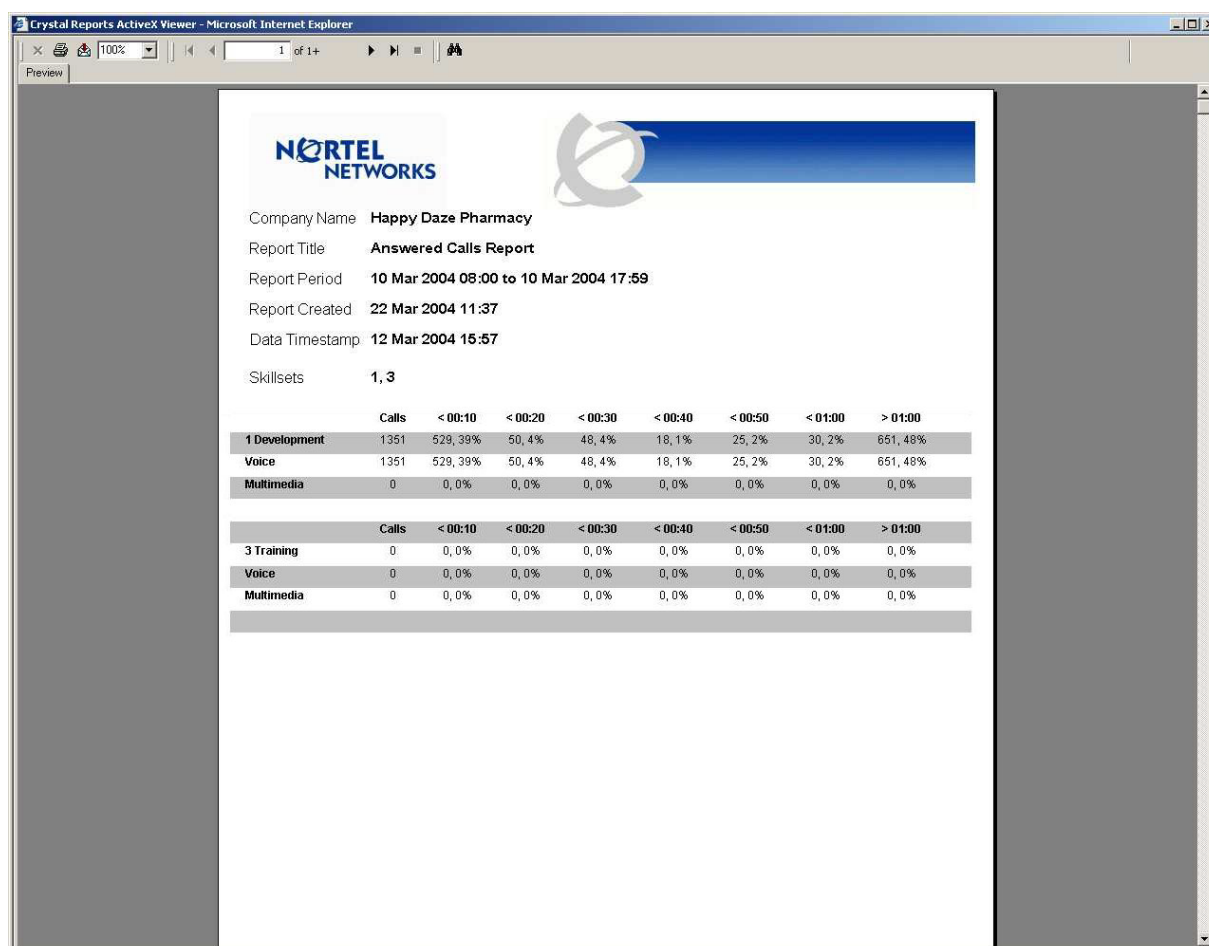 Crystal Reports ActiveX Viewer - Microsoft Internet Explorer
100% 1 of 1+
Preview
NORTEL
NETWORKS
Company Name Happy Daze Pharmacy
Report Title Answered Calls Report
Report Period 10 Mar 2004 08:00 to 10 Mar 2004 17:59
Report Created 22 Mar 2004 11:37
Data Timestamp 12 Mar 2004 15:57
Skillsets 1, 3
Calls < 00:10 < 00:20 < 00:30 < 00:40 < 00:50 < 01:00 > 01:00
1 Development 1351 529, 39% 50, 4% 48, 4% 18, 1% 25, 2% 30, 2% 651, 48%
Voice 1351 529, 39% 50, 4% 48, 4% 18, 1% 25, 2% 30, 2% 651, 48%
Multimedia 0 0, 0% 0, 0% 0, 0% 0, 0% 0, 0% 0, 0% 0, 0%
Calls < 00:10 < 00:20 < 00:30 < 00:40 < 00:50 < 01:00 > 01:00
3 Training 0 0, 0% 0, 0% 0, 0% 0, 0% 0, 0% 0, 0% 0, 0%
Voice 0 0, 0% 0, 0% 0, 0% 0, 0% 0, 0% 0, 0% 0, 0%
Multimedia 0 0, 0% 0, 0% 0, 0% 0, 0% 0, 0% 0, 0% 0, 0%